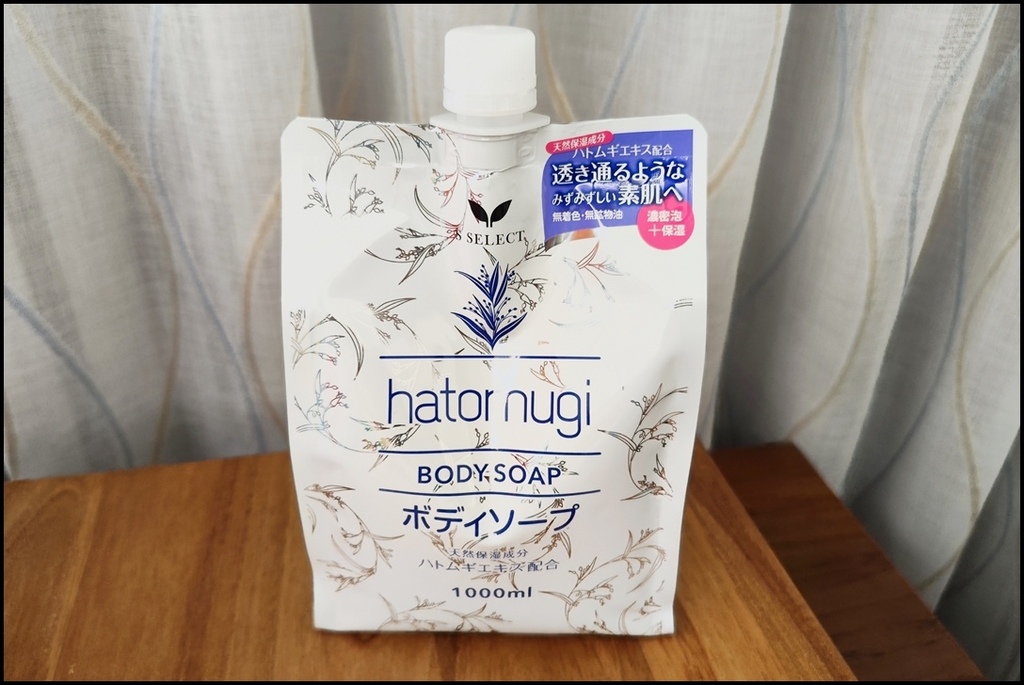 天然保湿成分
ハトムギエキス配合
透き通るような
みずみずしい素肌へ
無着色・無鉱物油
濃密泡
＋保湿
S SELECT
hatomugi
BODY SOAP
ボディソープ
天然保湿成分
ハトムギエキス配合
1000ml